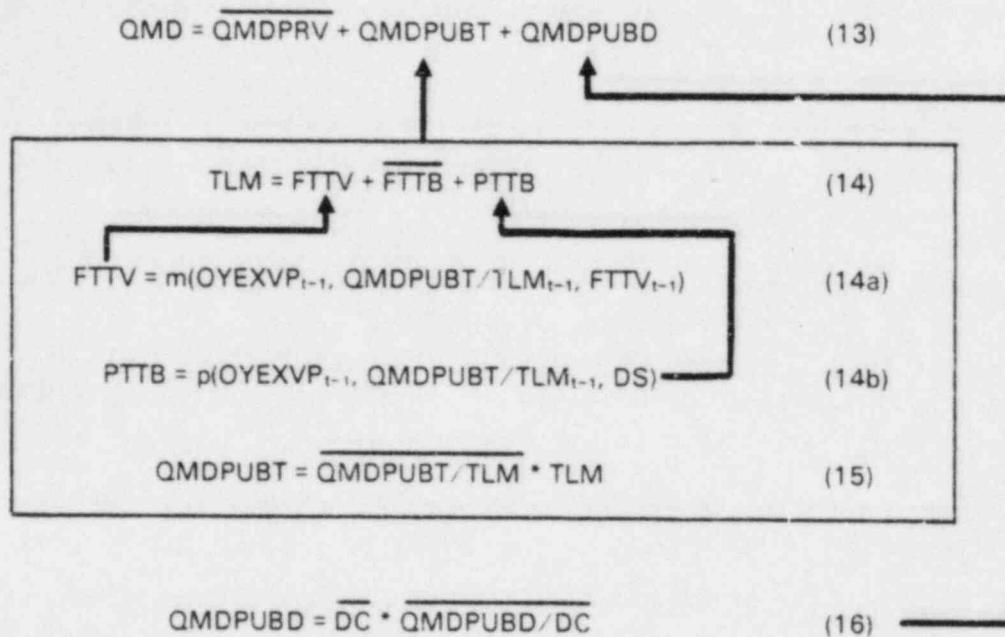 QMD = QMDPRV + QMDPUBT + QMDPUBD (13)
TLM = FTTV + FTTB + PTTB (14)
FTTV = m(OYEXVPₜ₋₁, QMDPUBT/TLMₜ₋₁, FTTVₜ₋₁) (14a)
PTTB = p(OYEXVPₜ₋₁, QMDPUBT/TLMₜ₋₁, DS) (14b)
QMDPUBT = QMDPUBT/TLM * TLM (15)
QMDPUBD = DC * QMDPUBD/DC (16)